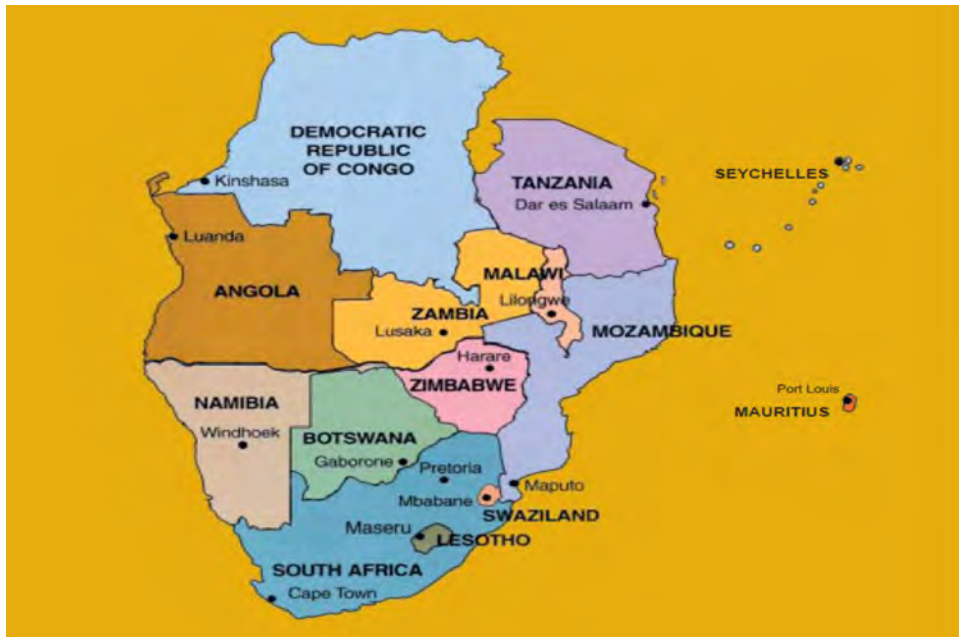 DEMOCRATIC
REPUBLIC
OF CONGO
Kinshasa
TANZANIA
Dar es Salaam
SEYCHELLES
Luanda
ANGOLA
MALAWI
Lilongwe
ZAMBIA
Lusaka
MOZAMBIQUE
Harare
ZIMBABWE
Port Louis
MAURITIUS
NAMIBIA
Windhoek
BOTSWANA
Gaborone
Pretoria
Maputo
Mbabane
SWAZILAND
Maseru
LESOTHO
SOUTH AFRICA
Cape Town